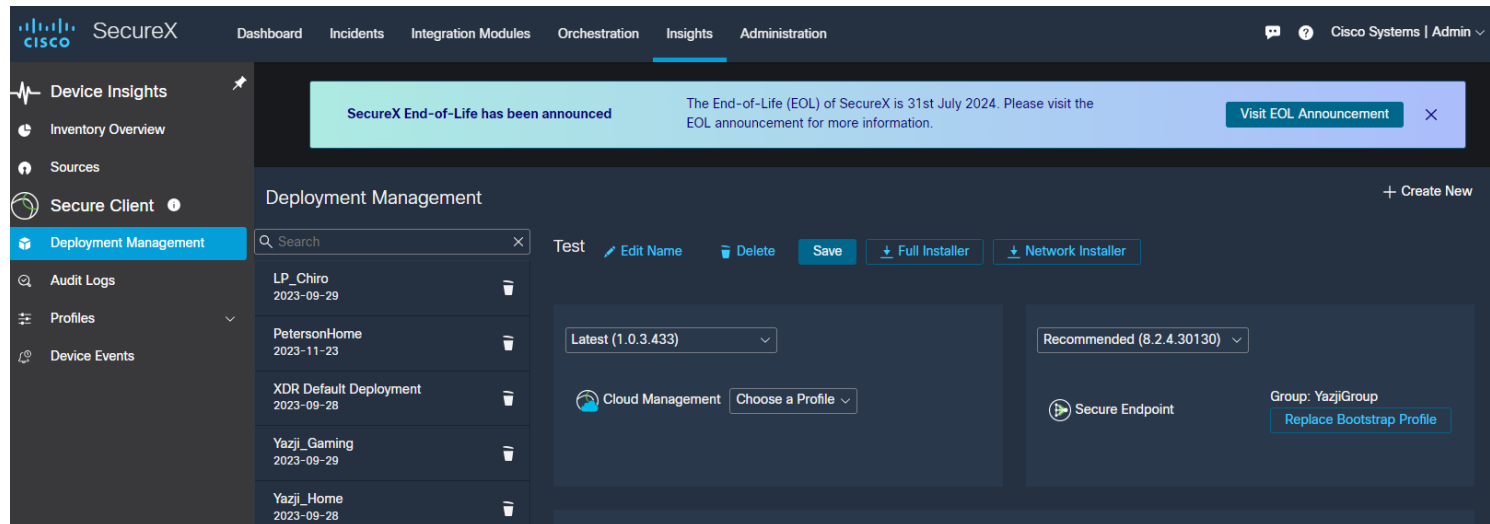 CISCO
SecureX
Dashboard
Incidents
Integration Modules
Orchestration
Insights
Administration
Cisco Systems | Admin
Device Insights
Inventory Overview
Sources
Secure Client
Deployment Management
Audit Logs
Profiles
Device Events
SecureX End-of-Life has been announced
The End-of-Life (EOL) of SecureX is 31st July 2024. Please visit the
EOL announcement for more information.
Visit EOL Announcement
Deployment Management
+ Create New
Search
LP_Chiro
2023-09-29
PetersonHome
2023-11-23
XDR Default Deployment
2023-09-28
Yazji_Gaming
2023-09-29
Yazji_Home
2023-09-28
Test
Edit Name
Delete
Save
Full Installer
Network Installer
Latest (1.0.3.433)
Cloud Management
Choose a Profile
Recommended (8.2.4.30130)
Secure Endpoint
Group: YazjiGroup
Replace Bootstrap Profile